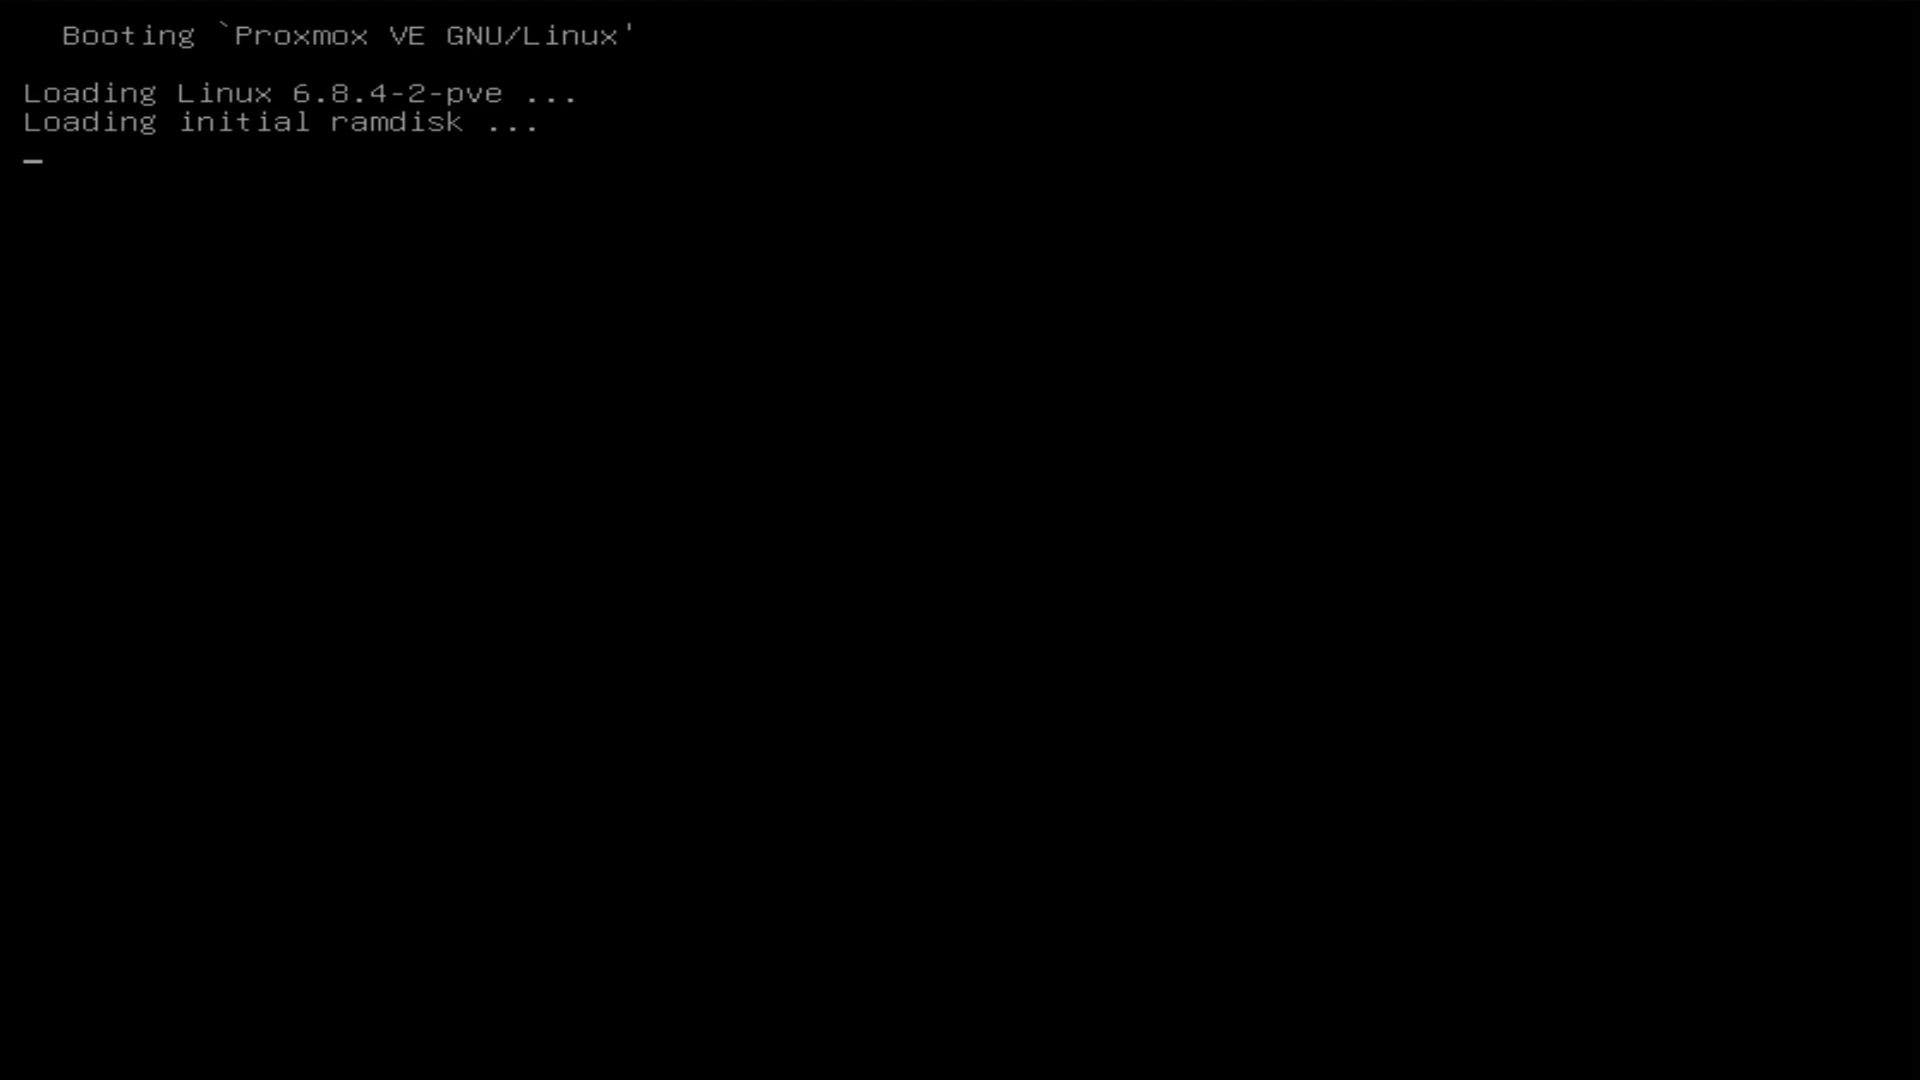 Booting `Proxmox VE GNU/Linux'
Loading Linux 6.8.4-2-pve ...
Loading initial ramdisk ...
_